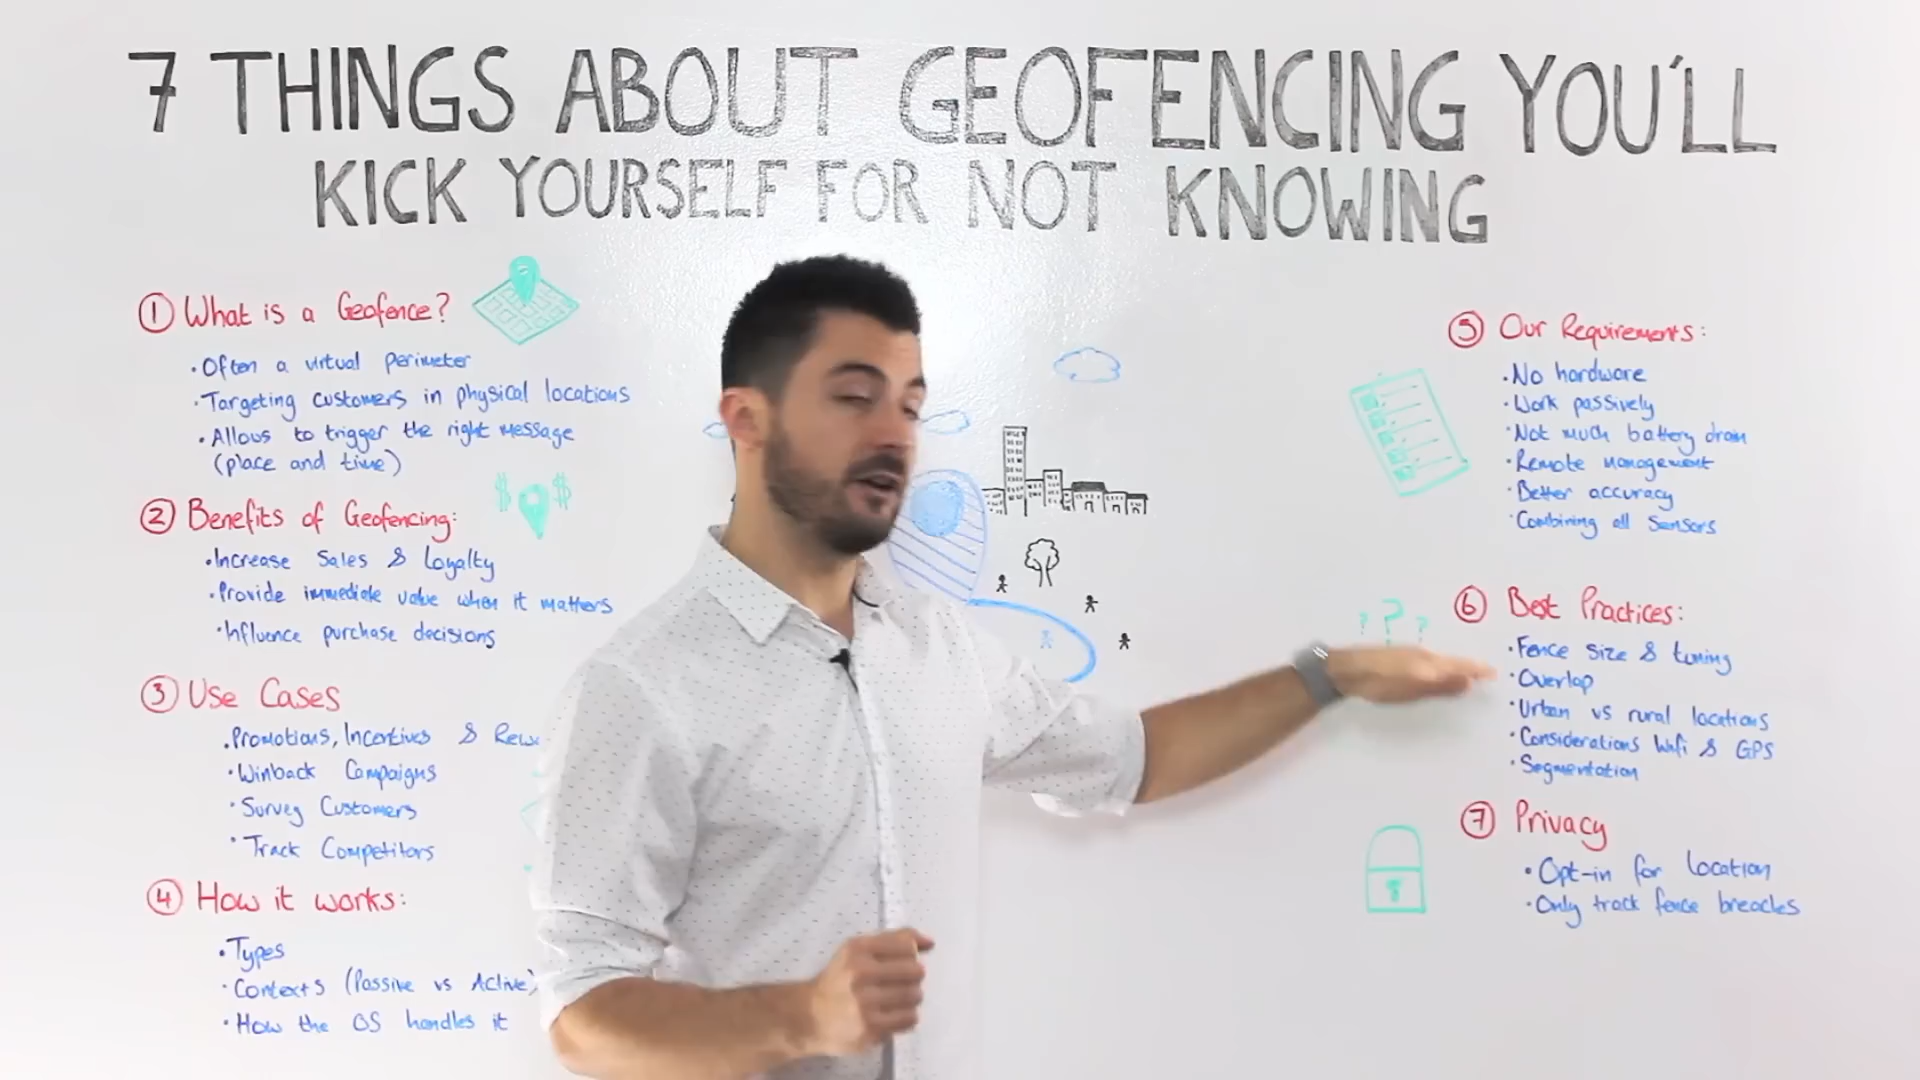 7 THINGS ABOUT GEOFENCING YOU'LL
KICK YOURSELF FOR NOT KNOWING
1 What is a Geofence?
• Often a virtual perimeter
• Targeting customers in physical locations
• Allows to trigger the right message
(place and time)
2 Benefits of Geofencing:
$ $
• Increase Sales & Loyalty
• Provide immediate value when it matters
• Influence purchase decisions
3 Use Cases
• Promotions, Incentives &
• Winback Campaigns
• Survey Customers
• Track Competitors
4 How it works:
• Types
• Contexts (Passive vs Active)
• How the OS handles it
5 Our Requirements:
• No hardware
• Work passively
• Not much battery drain
• Remote management
• Better accuracy
• Combining all sensors
6 Best Practices:
? ? ?
• Fence size & tuning
• Overlap
• Urban vs rural locations
• Considerations Wifi & GPS
• Segmentation
7 Privacy
• Opt-in for location
• Only track fence breaches